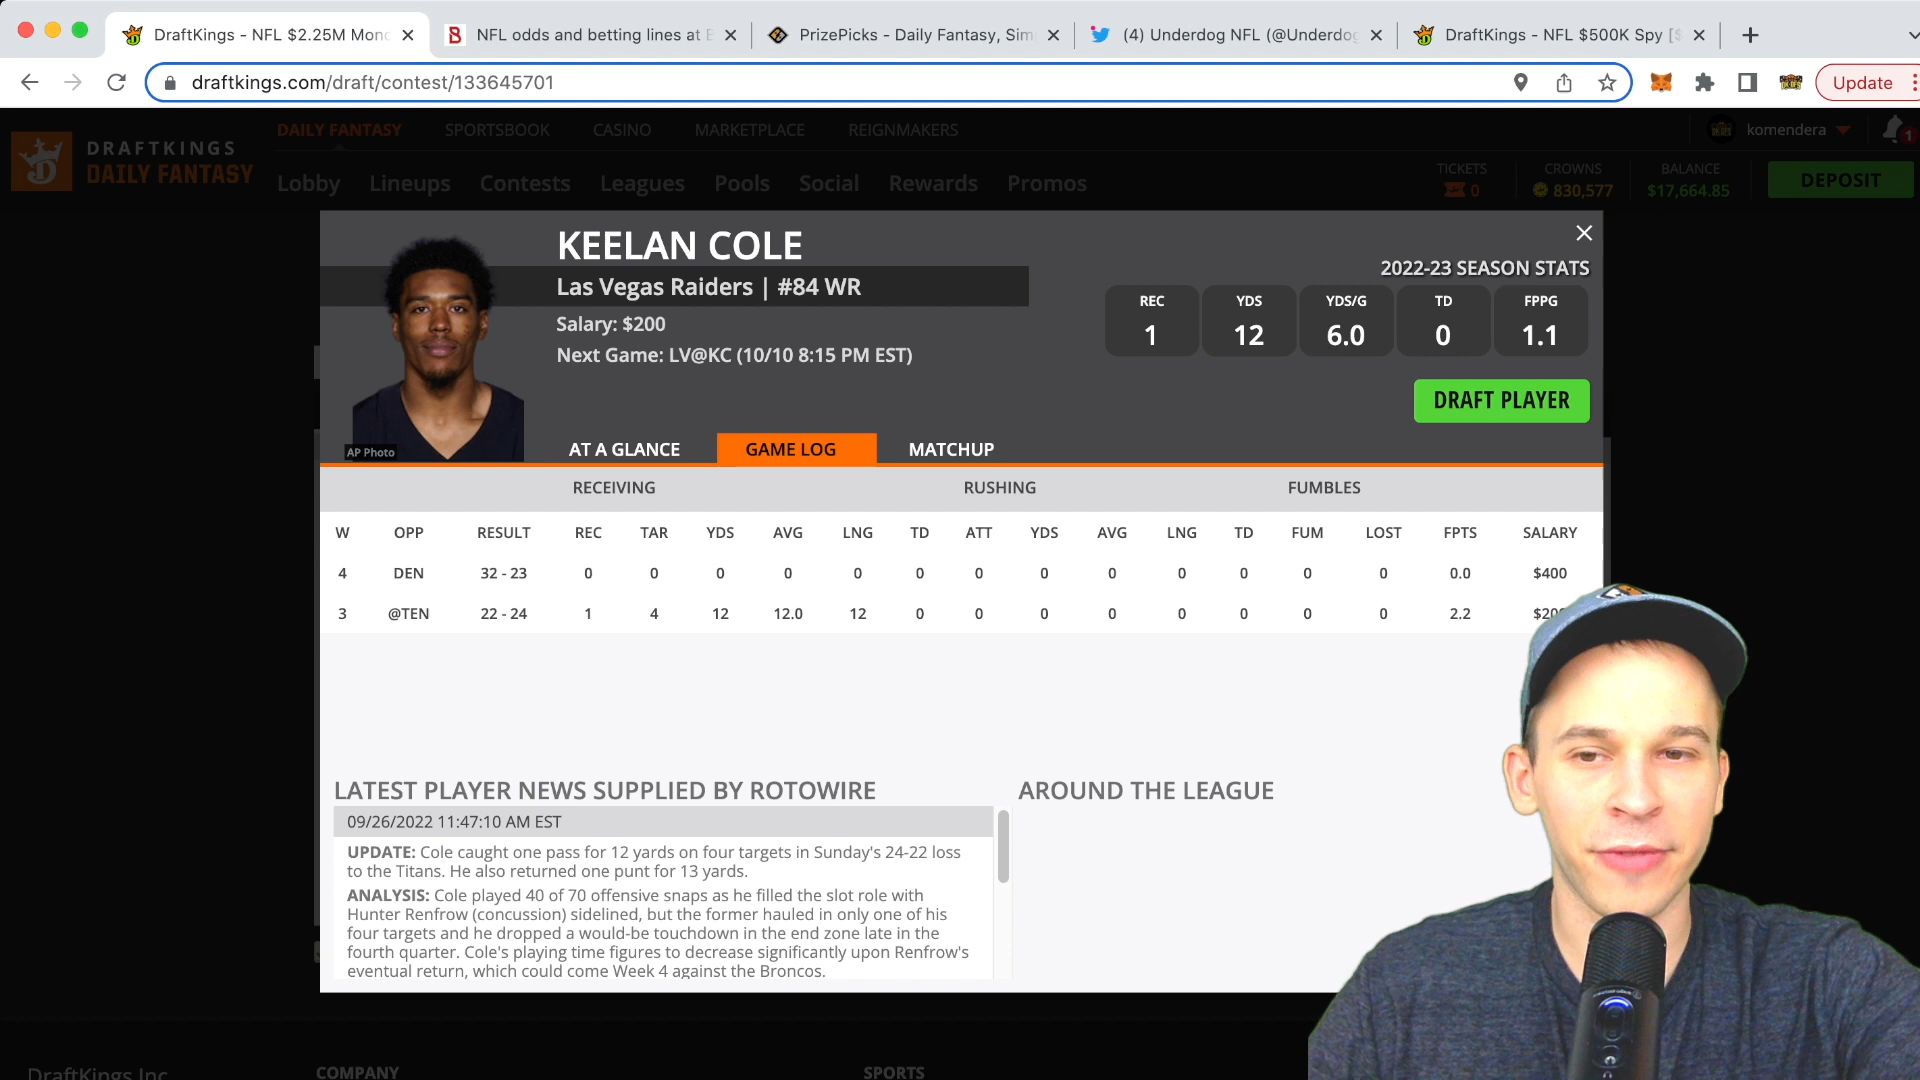 DraftKings - NFL $2.25M Mon
NFL odds and betting lines at
PrizePicks - Daily Fantasy, Sim
(4) Underdog NFL (@Underdog
DraftKings - NFL $500K Spy [$
draftkings.com/draft/contest/133645701
Update
DAILY FANTASY
SPORTSBOOK
CASINO
MARKETPLACE
REIGNMAKERS
komendera
1
DRAFTKINGS
DAILY FANTASY
Lobby
Lineups
Contests
Leagues
Pools
Social
Rewards
Promos
TICKETS
0
CROWNS
830,577
BALANCE
$17,664.85
DEPOSIT
KEELAN COLE
Las Vegas Raiders | #84 WR
Salary: $200
Next Game: LV@KC (10/10 8:15 PM EST)
AP Photo
2022-23 SEASON STATS
REC YDS YDS/G TD FPPG
1 12 6.0 0 1.1
DRAFT PLAYER
AT A GLANCE
GAME LOG
MATCHUP
RECEIVING RUSHING FUMBLES
W OPP RESULT REC TAR YDS AVG LNG TD ATT YDS AVG LNG TD FUM LOST FPTS SALARY
4 DEN 32 - 23 0 0 0 0 0 0 0 0 0 0 0 0 0 0.0 $400
3 @TEN 22 - 24 1 4 12 12.0 12 0 0 0 0 0 0 0 0 2.2 $200
LATEST PLAYER NEWS SUPPLIED BY ROTOWIRE
09/26/2022 11:47:10 AM EST
UPDATE: Cole caught one pass for 12 yards on four targets in Sunday's 24-22 loss
to the Titans. He also returned one punt for 13 yards.
ANALYSIS: Cole played 40 of 70 offensive snaps as he filled the slot role with
Hunter Renfrow (concussion) sidelined, but the former hauled in only one of his
four targets and he dropped a would-be touchdown in the end zone late in the
fourth quarter. Cole's playing time figures to decrease significantly upon Renfrow's
eventual return, which could come Week 4 against the Broncos.
AROUND THE LEAGUE
DraftKings Inc
COMPANY
SPORTS